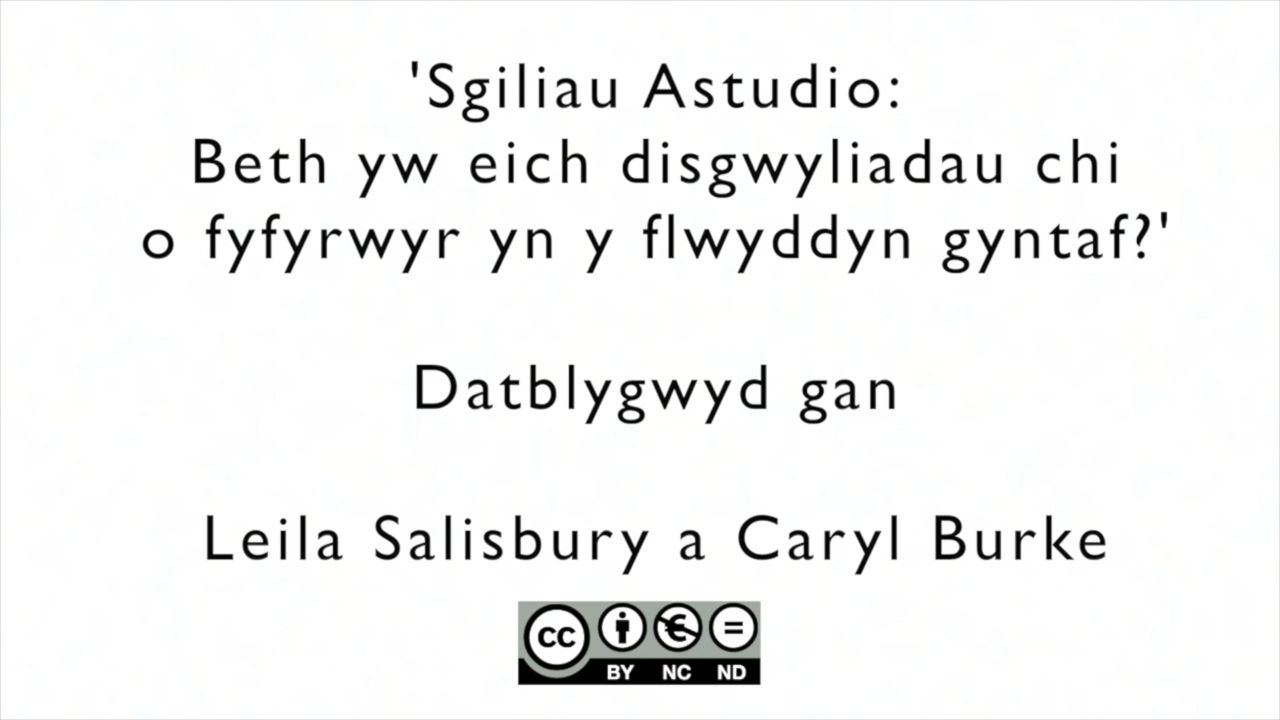 'Sgiliau Astudio:
Beth yw eich disgwyliadau chi
o fyfyrwyr yn y flwyddyn gyntaf?'
Datblygwyd gan
Leila Salisbury a Caryl Burke
CC
BY NC ND